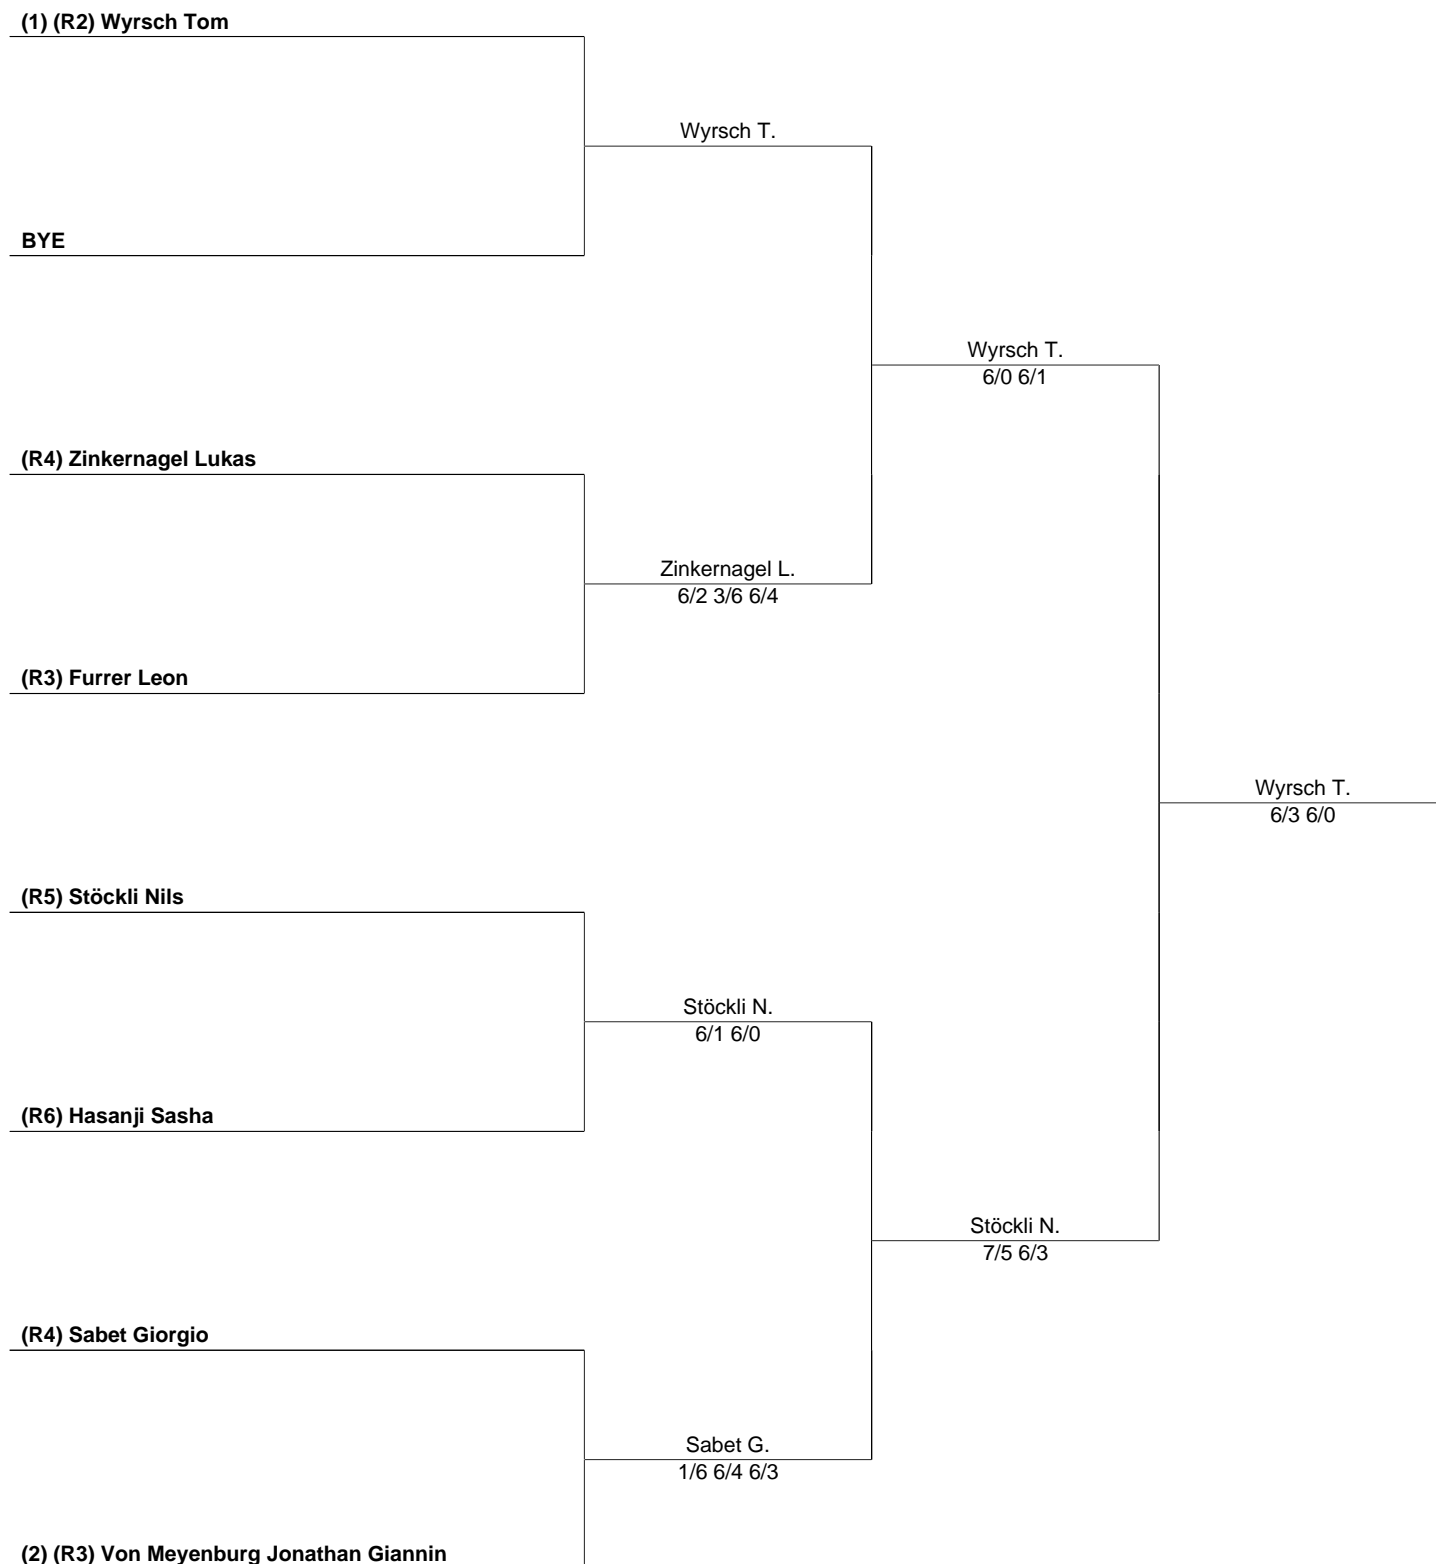 (1) (R2) Wyrsch Tom
Wyrsch T.
BYE
Wyrsch T.
6/0 6/1
(R4) Zinkernagel Lukas
Zinkernagel L.
6/2 3/6 6/4
(R3) Furrer Leon
Wyrsch T.
6/3 6/0
(R5) Stöckli Nils
Stöckli N.
6/1 6/0
(R6) Hasanji Sasha
Stöckli N.
7/5 6/3
(R4) Sabet Giorgio
Sabet G.
1/6 6/4 6/3
(2) (R3) Von Meyenburg Jonathan Giannin